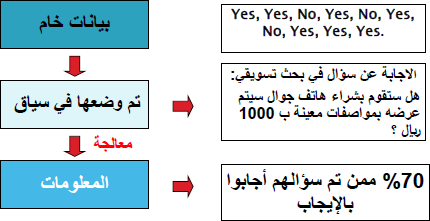 بيانات خام
Yes, Yes, No, Yes, No, Yes,
No, Yes, Yes, Yes.
تم وضعها في سياق
الاجابة عن سؤال في بحث تسويقي:
هل ستقوم بشراء هاتف جوال سيتم
عرضه بمواصفات معينة ب 1000
ريال ؟
معالجة
المعلومات
70% ممن تم سؤالهم أجابوا
بالإيجاب